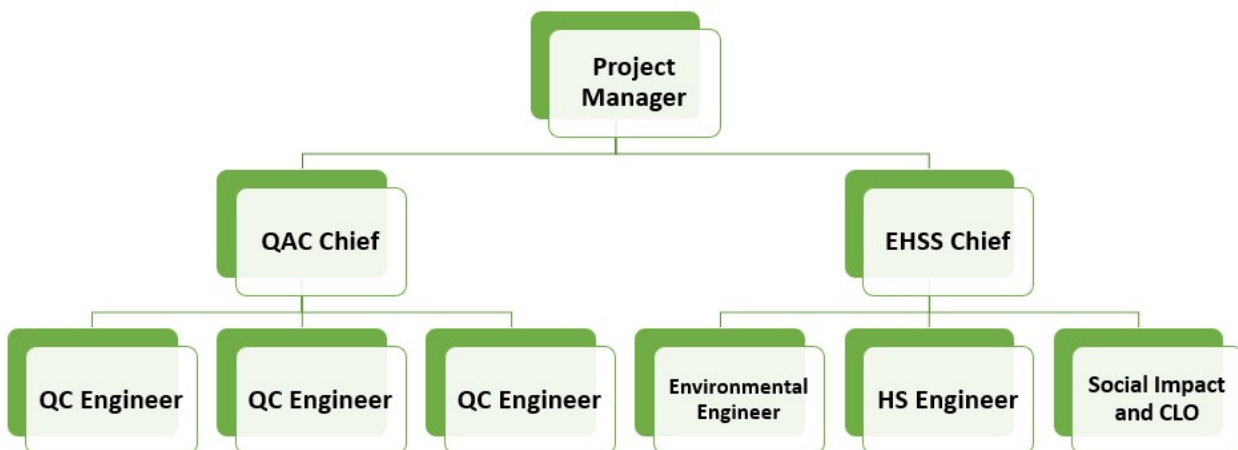 Project
Manager
QAC Chief
EHSS Chief
QC Engineer
QC Engineer
QC Engineer
Environmental
Engineer
HS Engineer
Social Impact
and CLO